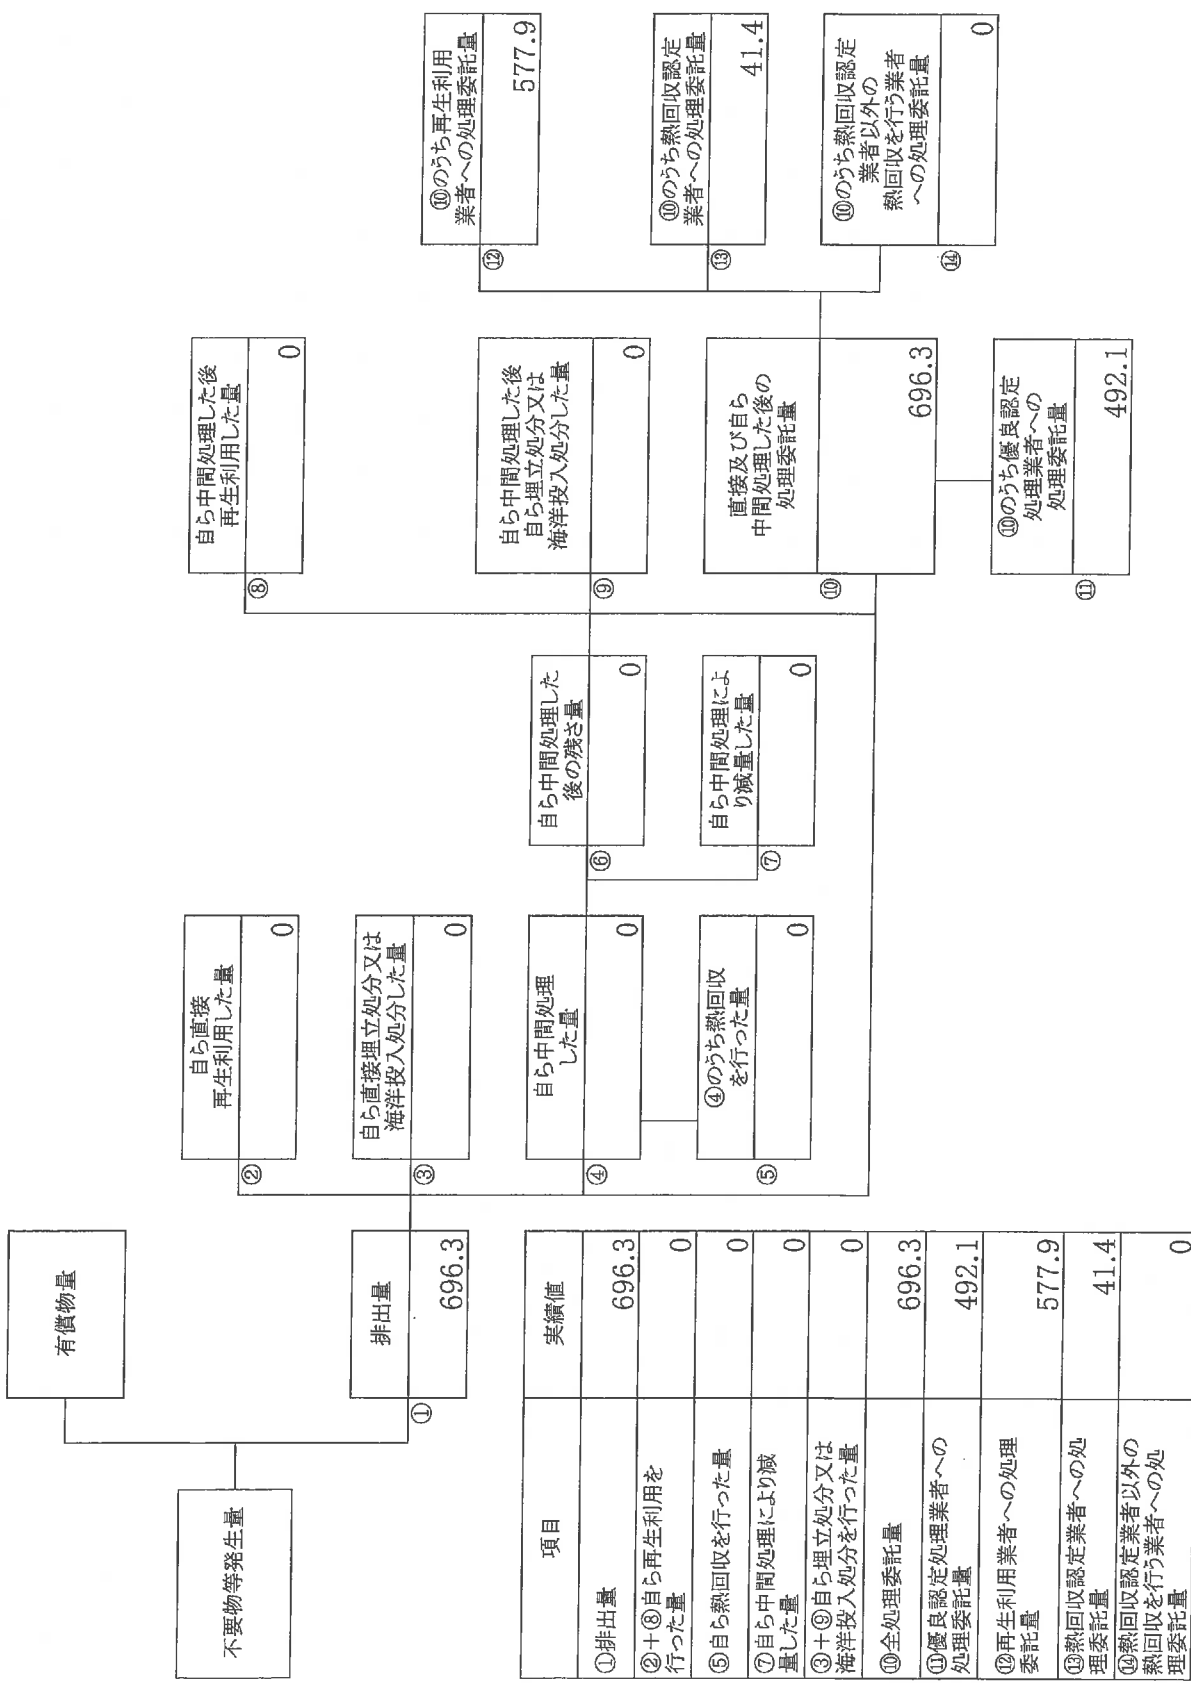 不要物等発生量
有償物量
①
排出量
696.3
②
自ら直接
再生利用した量
0
③
自ら直接埋立処分又は
海洋投入処分した量
0
④
自ら中間処理
した量
0
⑤
④のうち熱回収
を行った量
0
⑥
自ら中間処理した
後の残さ量
0
⑦
自ら中間処理によ
り減量した量
0
⑧
自ら中間処理した後
再生利用した量
0
⑨
自ら中間処理した後
自ら埋立処分又は
海洋投入処分した量
0
⑩
直接及び自ら
中間処理した後の
処理委託量
696.3
⑪
⑩のうち優良認定
処理業者への
処理委託量
492.1
⑫
⑩のうち再生利用
業者への処理委託量
577.9
⑬
⑩のうち熱回収認定
業者への処理委託量
41.4
⑭
⑩のうち熱回収認定
業者以外の
熱回収を行う業者
への処理委託量
0
項目 実績値
①排出量 696.3
②+⑧自ら再生利用を
行った量 0
⑤自ら熱回収を行った量 0
⑦自ら中間処理により減
量した量 0
③+⑨自ら埋立処分又は
海洋投入処分を行った量 0
⑩全処理委託量 696.3
⑪優良認定処理業者への
処理委託量 492.1
⑫再生利用業者への処理
委託量 577.9
⑬熱回収認定業者への処
理委託量 41.4
⑭熱回収認定業者以外の
熱回収を行う業者への処
理委託量 0